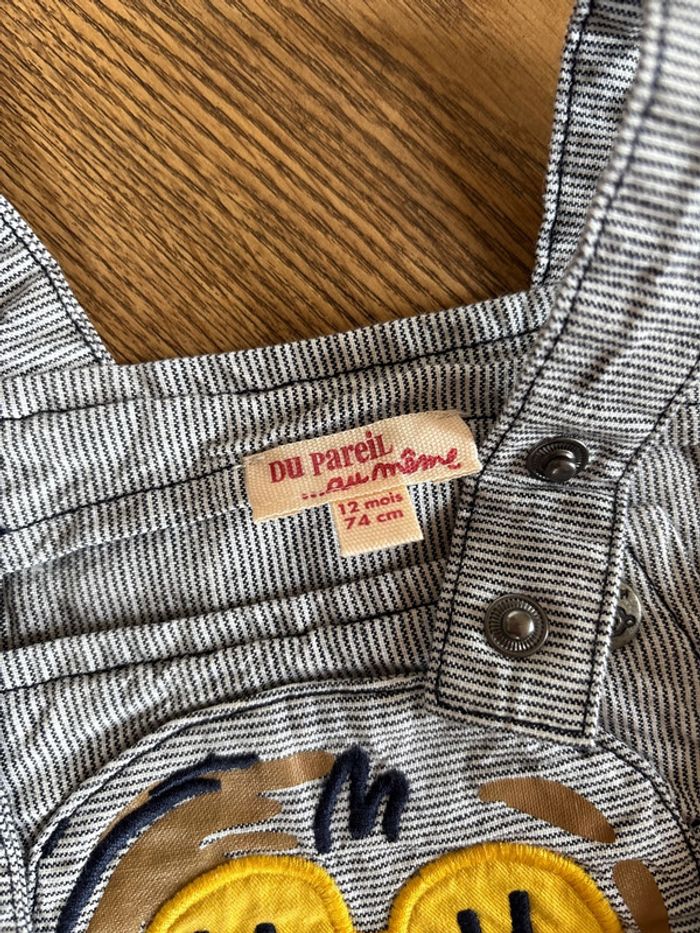 DU PAREIL
...au même
12 mois
74 cm